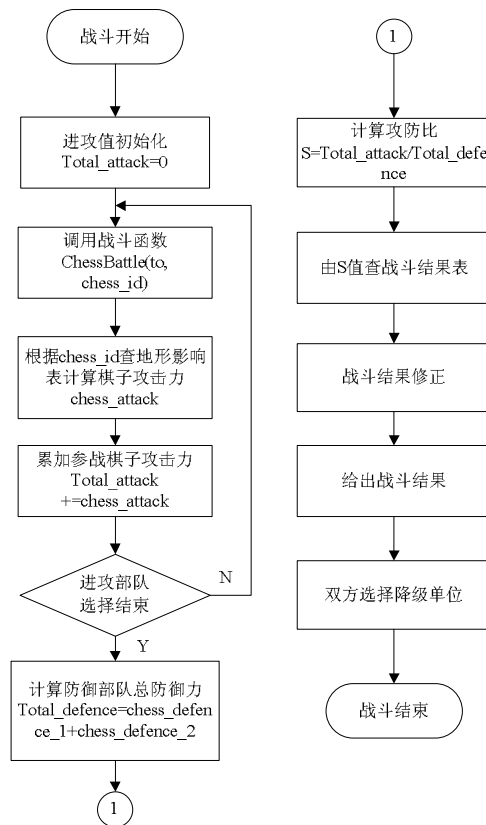 战斗开始
进攻值初始化
Total_attack=0
调用战斗函数
ChessBattle(to,
chess_id)
根据chess_id查地形影响
表计算棋子攻击力
chess_attack
累加参战棋子攻击力
Total_attack
+=chess_attack
进攻部队
选择结束
N
Y
计算防御部队总防御力
Total_defence=chess_defen
ce_1+chess_defence_2
1
1
计算攻防比
S=Total_attack/Total_defe
nce
由S值查战斗结果表
战斗结果修正
给出战斗结果
双方选择降级单位
战斗结束